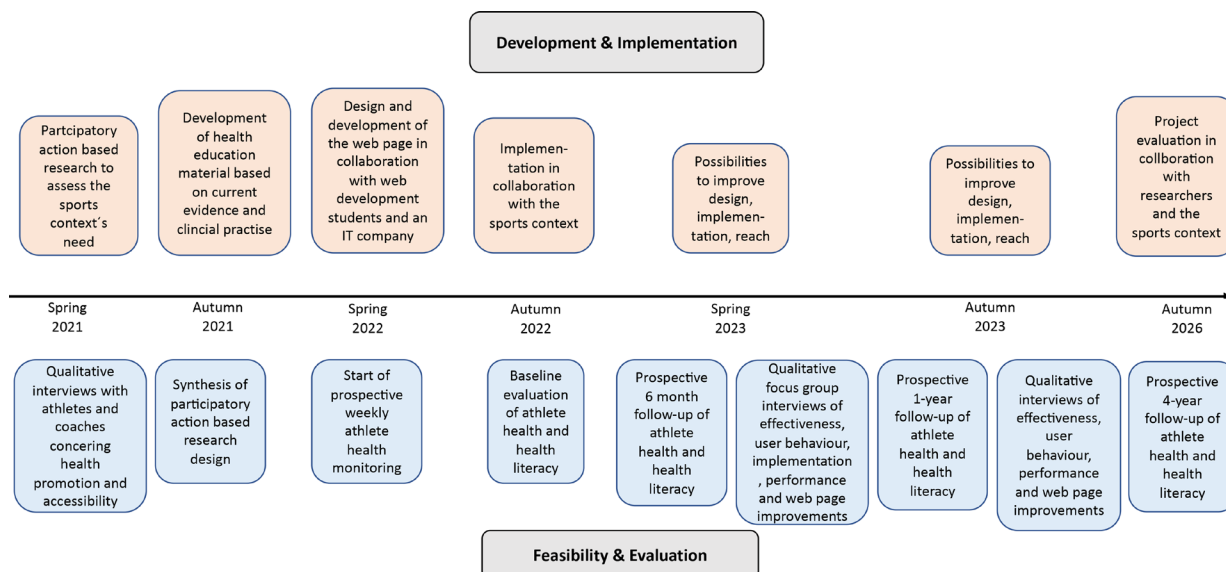 Development & Implementation
Partcipatory
action based
research to
assess the
sports
context´s
need
Development
of health
education
material based
on current
evidence and
clincial practise
Design and
development of
the web page in
collaboration
with web
development
students and an
IT company
Implemen-
tation in
collaboration
with the sports
context
Possibilities
to improve
design,
implemen-
tation, reach
Possibilities to
improve
design,
implemen-
tation, reach
Project
evaluation in
collboration
with
researchers
and the
sports context
Spring
2021
Autumn
2021
Spring
2022
Autumn
2022
Spring
2023
Autumn
2023
Autumn
2026
Qualitative
interviews with
athletes and
coaches
concering
health
promotion and
accessibility
Synthesis of
participatory
action based
research
design
Start of
prospective
weekly
athlete
health
monitoring
Baseline
evaluation
of athlete
health and
health
literacy
Prospective
6 month
follow-up of
athlete
health and
health
literacy
Qualitative
focus group
interviews of
effectiveness,
user behaviour,
implementation
, performance
and web page
improvements
Prospective
1-year
follow-up of
athlete
health and
health
literacy
Qualitative
interviews of
effectiveness,
user
behaviour,
performance
and web page
improvements
Prospective
4-year
follow-up of
athlete
health and
health
literacy
Feasibility & Evaluation